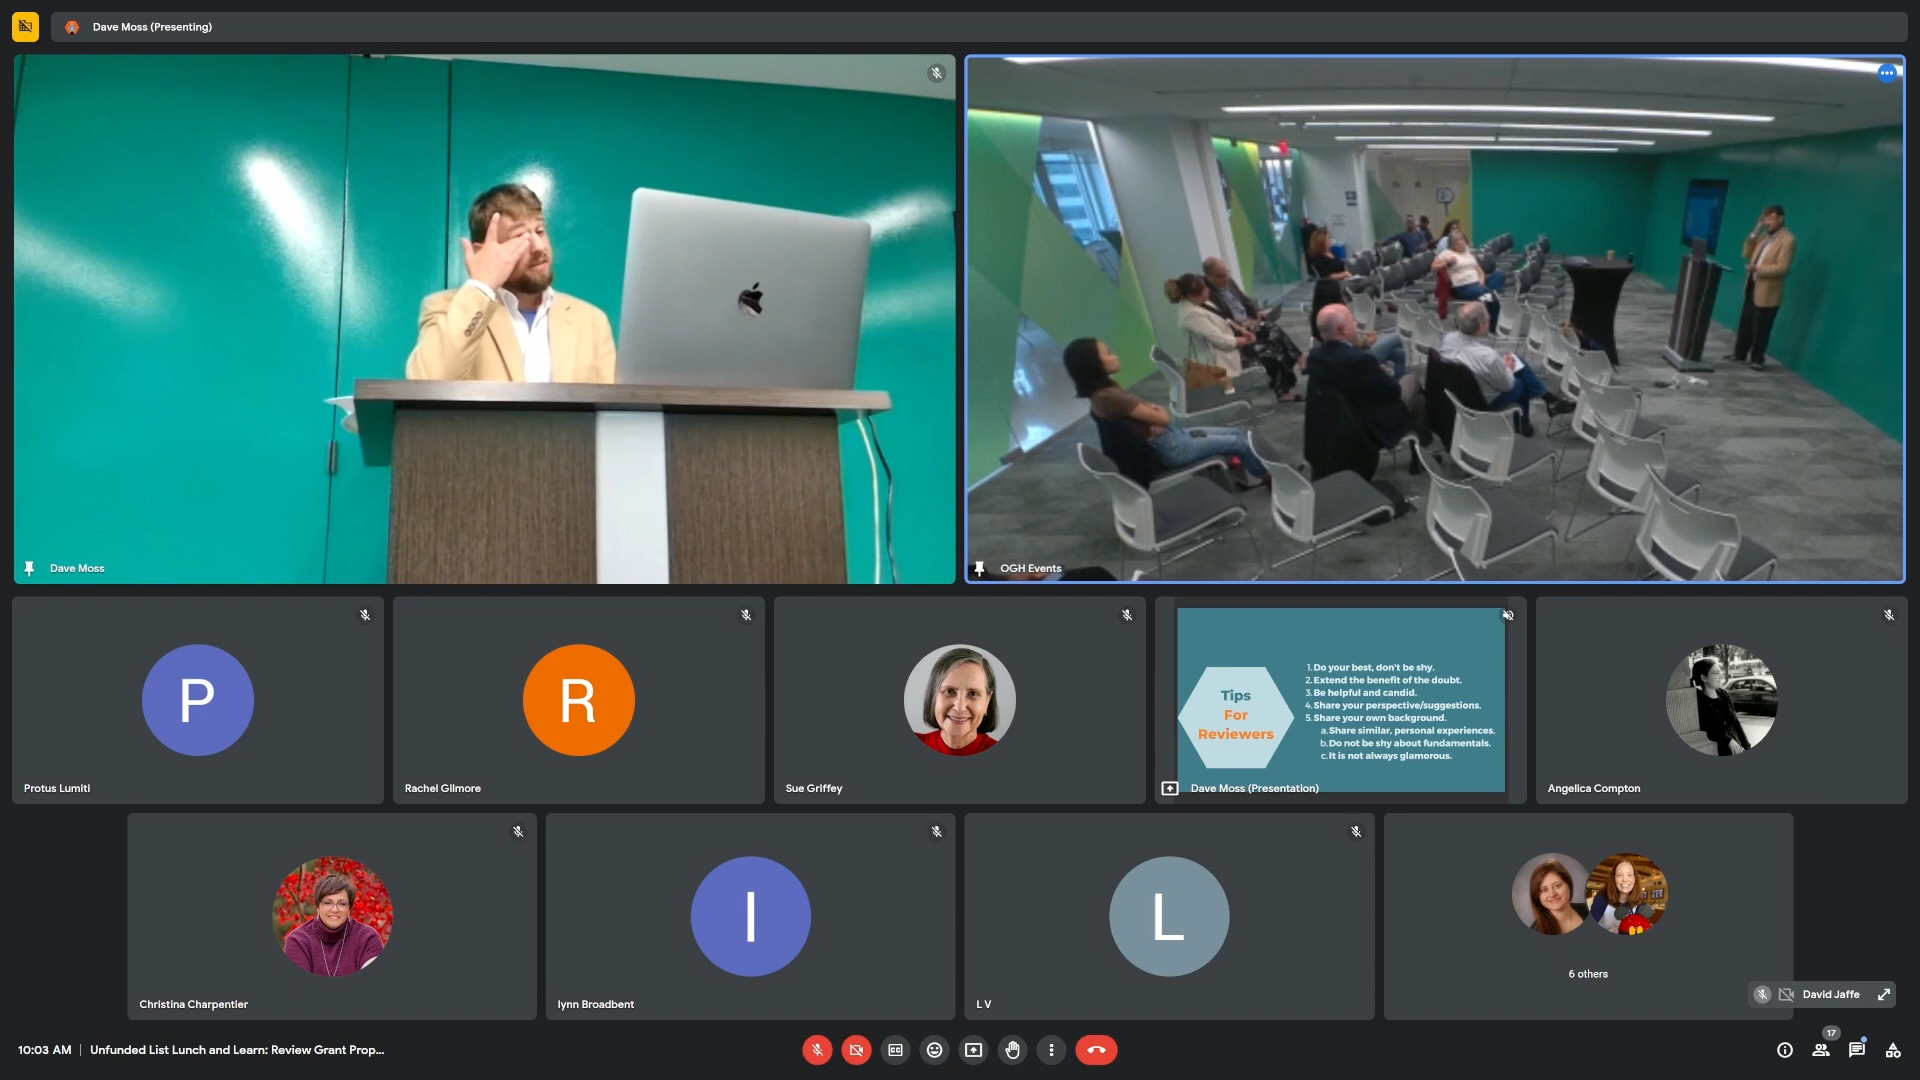 Dave Moss (Presenting)
Dave Moss
OGH Events
P
Protus Lumiti
R
Rachel Gilmore
Sue Griffey
Tips
For
Reviewers
1. Do your best, don't be shy.
2. Extend the benefit of the doubt.
3. Be helpful and candid.
4. Share your perspective/suggestions.
5. Share your own background.
a. Share similar, personal experiences.
b. Do not be shy about fundamentals.
c. It is not always glamorous.
Dave Moss (Presentation)
Angelica Compton
Christina Charpentier
l
lynn Broadbent
L
L V
6 others
David Jaffe
10:03 AM | Unfunded List Lunch and Learn: Review Grant Prop...
17